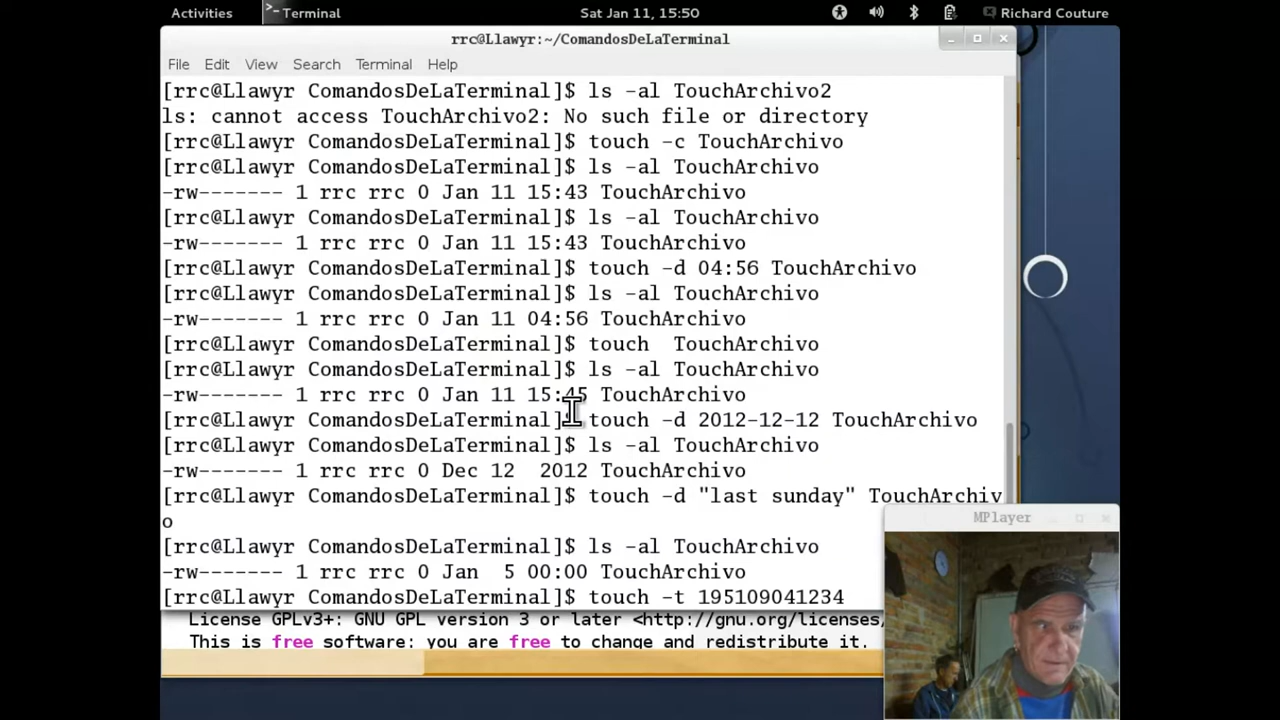 Activities Terminal Sat Jan 11, 15:50 Richard Couture
rrc@Llawyr:~/ComandosDeLaTerminal
File Edit View Search Terminal Help
[rrc@Llawyr ComandosDeLaTerminal]$ ls -al TouchArchivo2
ls: cannot access TouchArchivo2: No such file or directory
[rrc@Llawyr ComandosDeLaTerminal]$ touch -c TouchArchivo
[rrc@Llawyr ComandosDeLaTerminal]$ ls -al TouchArchivo
-rw------- 1 rrc rrc 0 Jan 11 15:43 TouchArchivo
[rrc@Llawyr ComandosDeLaTerminal]$ ls -al TouchArchivo
-rw------- 1 rrc rrc 0 Jan 11 15:43 TouchArchivo
[rrc@Llawyr ComandosDeLaTerminal]$ touch -d 04:56 TouchArchivo
[rrc@Llawyr ComandosDeLaTerminal]$ ls -al TouchArchivo
-rw------- 1 rrc rrc 0 Jan 11 04:56 TouchArchivo
[rrc@Llawyr ComandosDeLaTerminal]$ touch  TouchArchivo
[rrc@Llawyr ComandosDeLaTerminal]$ ls -al TouchArchivo
-rw------- 1 rrc rrc 0 Jan 11 15:45 TouchArchivo
[rrc@Llawyr ComandosDeLaTerminal]$ touch -d 2012-12-12 TouchArchivo
[rrc@Llawyr ComandosDeLaTerminal]$ ls -al TouchArchivo
-rw------- 1 rrc rrc 0 Dec 12  2012 TouchArchivo
[rrc@Llawyr ComandosDeLaTerminal]$ touch -d "last sunday" TouchArchiv
o
[rrc@Llawyr ComandosDeLaTerminal]$ ls -al TouchArchivo
-rw------- 1 rrc rrc 0 Jan  5 00:00 TouchArchivo
[rrc@Llawyr ComandosDeLaTerminal]$ touch -t 195109041234
License GPLv3+: GNU GPL version 3 or later <http://gnu.org/licenses/
This is free software: you are free to change and redistribute it.
MPlayer